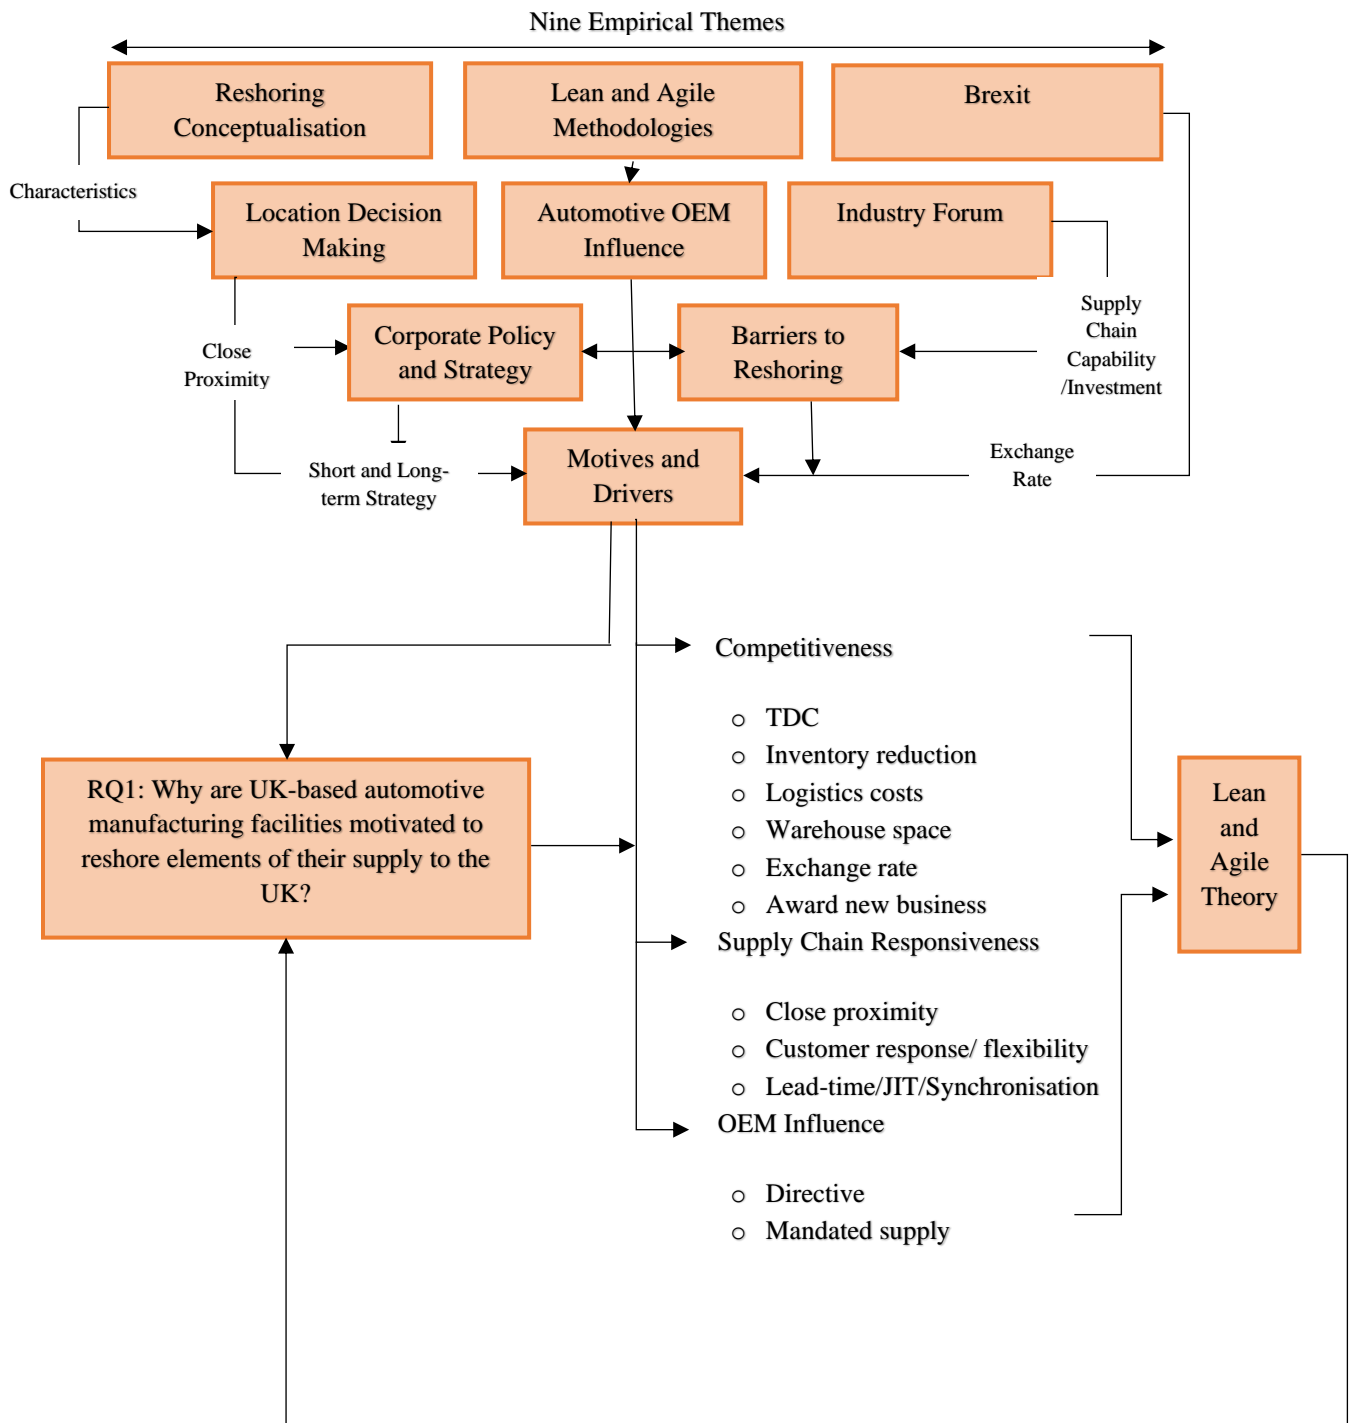 Nine Empirical Themes
Reshoring
Conceptualisation
Lean and Agile
Methodologies
Brexit
Characteristics
Location Decision
Making
Automotive OEM
Influence
Industry Forum
Close
Proximity
Corporate Policy
and Strategy
Barriers to
Reshoring
Supply
Chain
Capability
/Investment
Short and Long-
term Strategy
Motives and
Drivers
Exchange
Rate
Competitiveness
o TDC
o Inventory reduction
o Logistics costs
o Warehouse space
o Exchange rate
o Award new business
Supply Chain Responsiveness
o Close proximity
o Customer response/ flexibility
o Lead-time/JIT/Synchronisation
OEM Influence
o Directive
o Mandated supply
RQ1: Why are UK-based automotive
manufacturing facilities motivated to
reshore elements of their supply to the
UK?
Lean
and
Agile
Theory